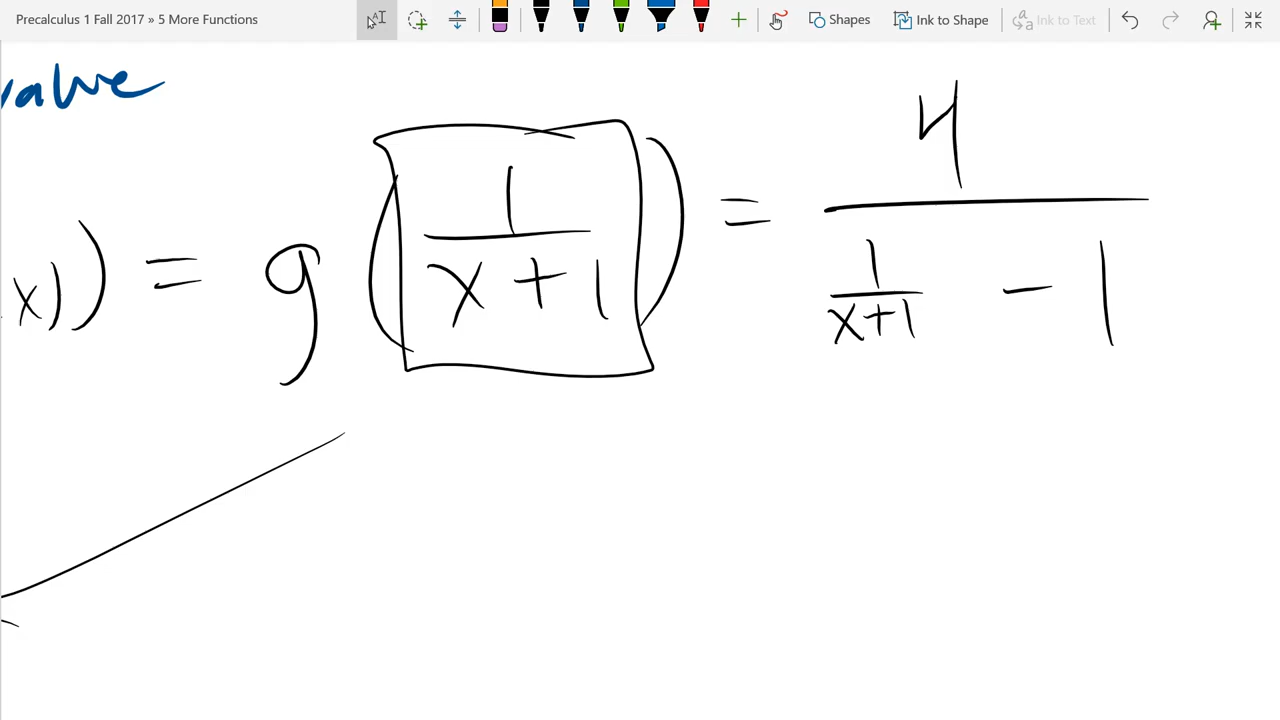 Precalculus 1 Fall 2017 » 5 More Functions
Shapes
Ink to Shape
Ink to Text
value
x)) = g(1/(x+1)) = 4/(1/(x+1) - 1)